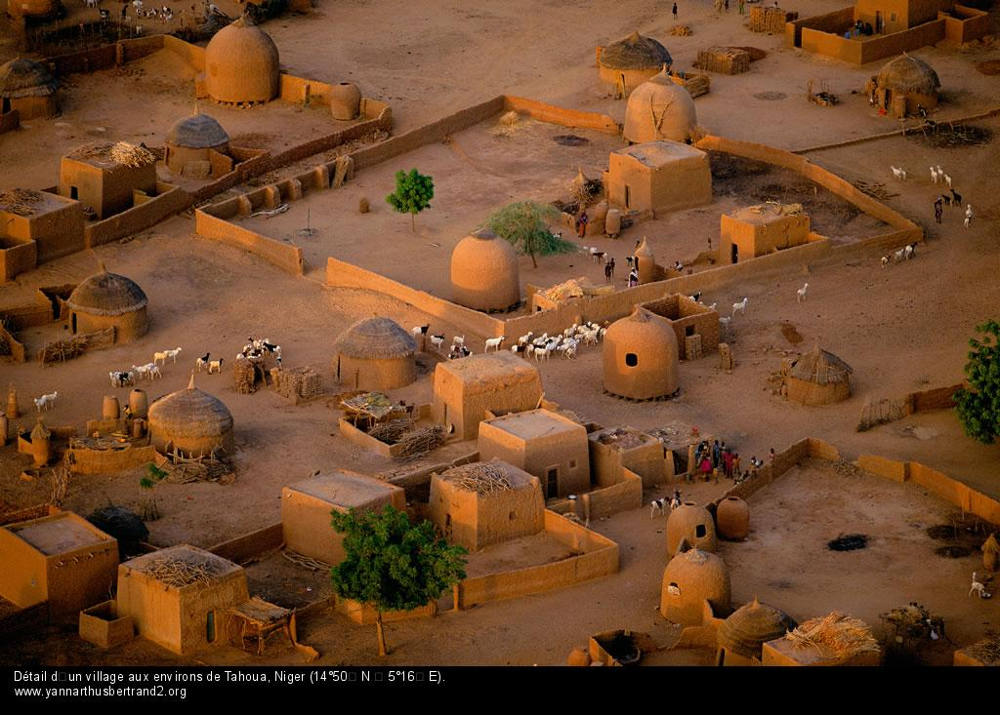 Détail d□un village aux environs de Tahoua, Niger (14°50□ N □ 5°16□ E).
www.yannarthusbertrand2.org